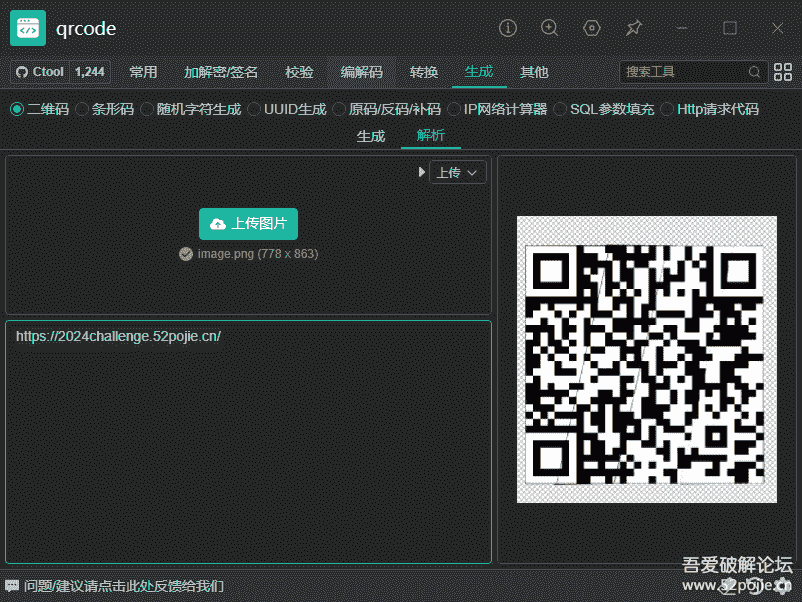 qrcode
Ctool 1,244 常用 加解密/签名 校验 编解码 转换 生成 其他 搜索工具
二维码 条形码 随机字符生成 UUID生成 原码/反码/补码 IP网络计算器 SQL参数填充 Http请求代码
生成 解析
上传
上传图片
image.png (778 x 863)
https://2024challenge.52pojie.cn/
吾爱破解论坛
www.52pojie.cn
问题/建议请点击此处反馈给我们